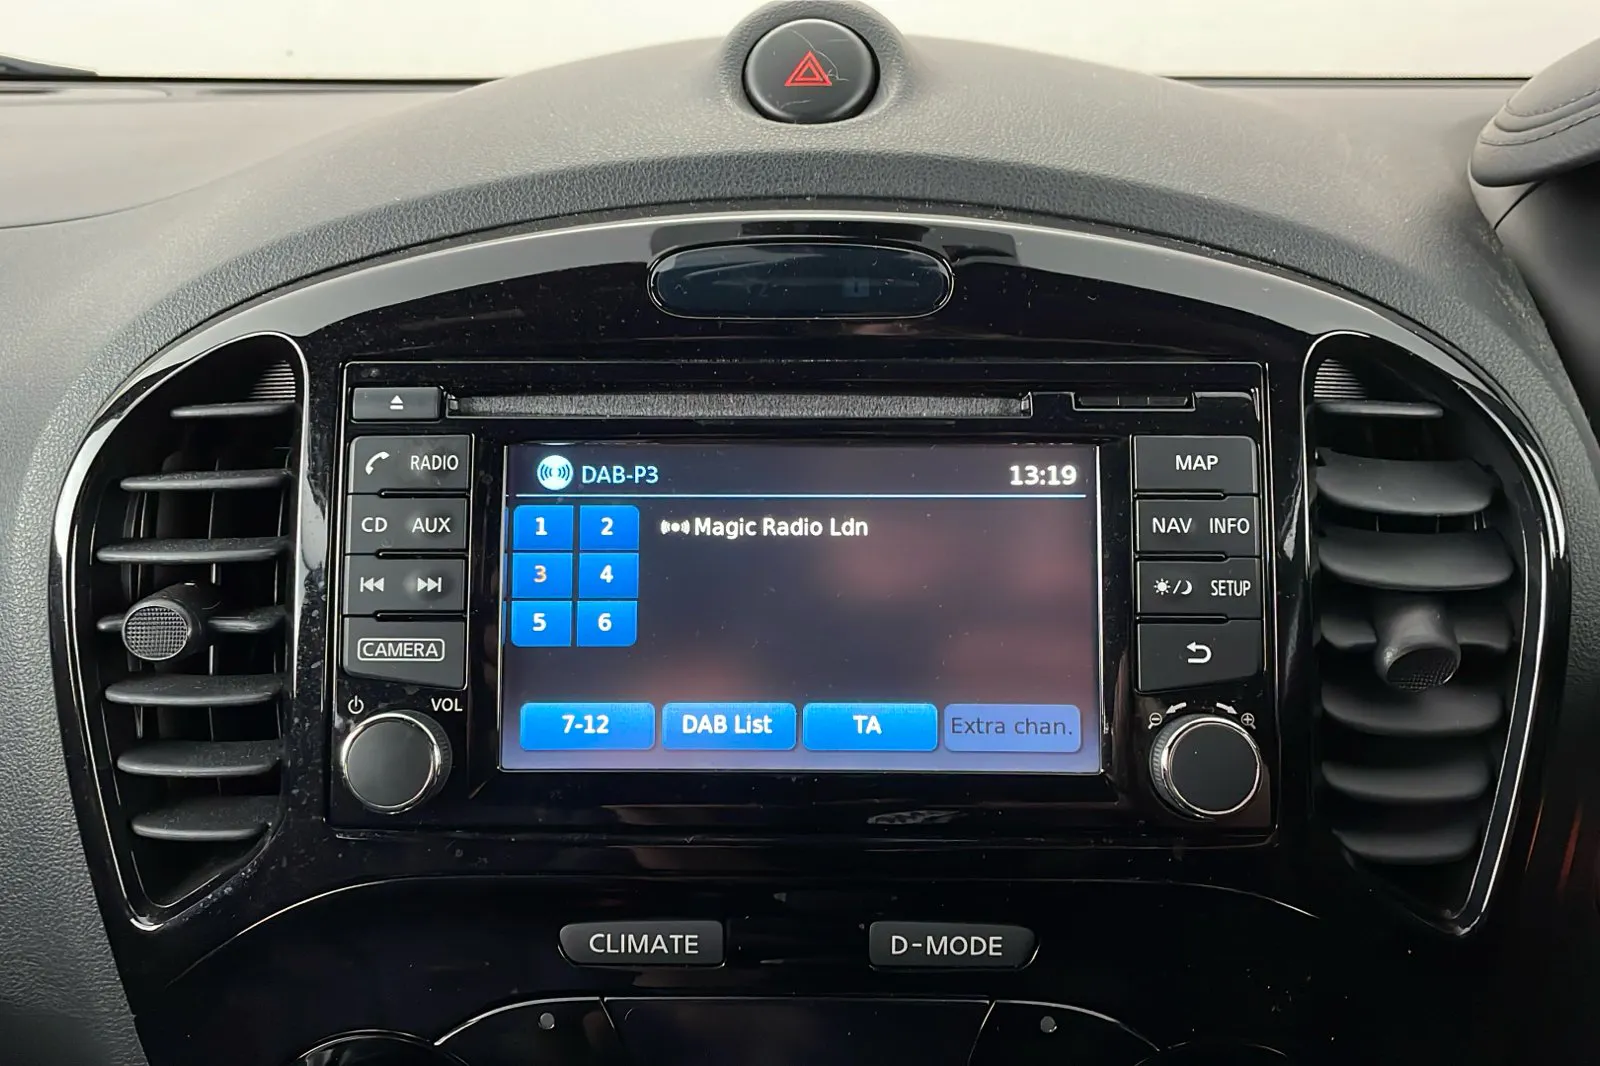 RADIO
CD AUX
CAMERA
VOL
DAB-P3 13:19
1 2 Magic Radio Ldn
3 4
5 6
7-12 DAB List TA Extra chan.
MAP
NAV INFO
SETUP
CLIMATE D-MODE